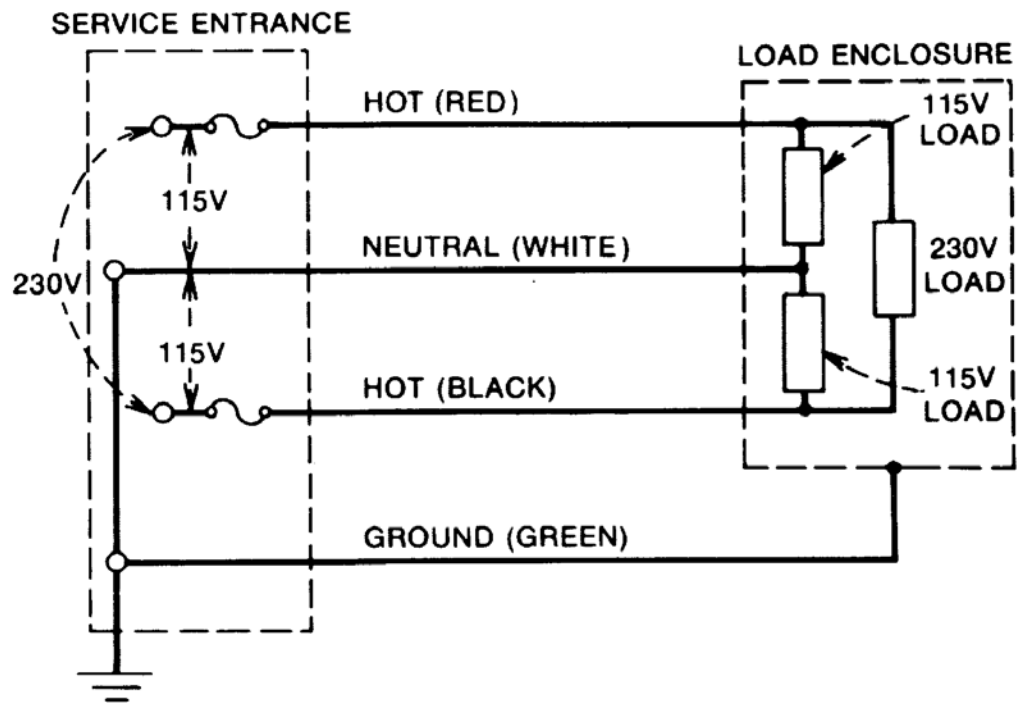 SERVICE ENTRANCE
LOAD ENCLOSURE
HOT (RED)
115V
LOAD
115V
NEUTRAL (WHITE)
230V
230V
LOAD
115V
HOT (BLACK)
115V
LOAD
GROUND (GREEN)